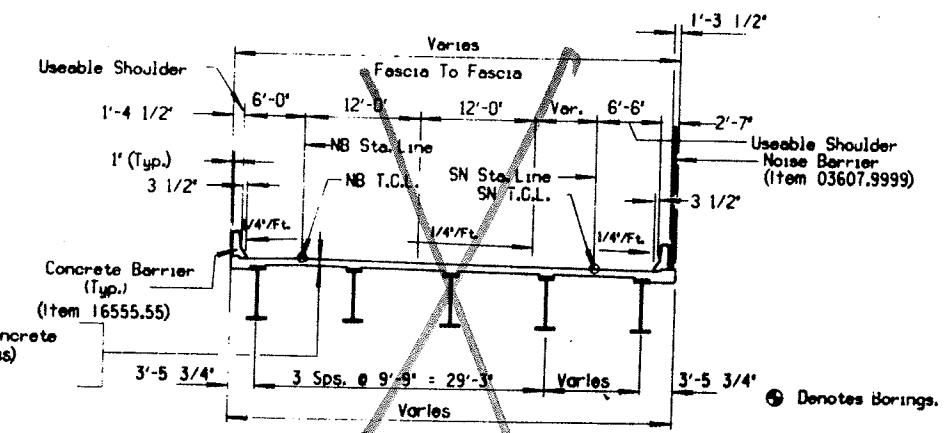 1'-3 1/2"
Varies
Fascia To Fascia
Useable Shoulder
6'-0"
12'-0"
12'-0"
Var.
6'-6"
1'-4 1/2"
2'-7"
NB Sta. Line
Useable Shoulder
Noise Barrier
(Item 03607.9999)
1" (Typ.)
SN Sta. Line
NB T.C.L.
SN T.C.L.
3 1/2"
3 1/2"
1/4"/Ft.
1/4"/Ft.
1/4"/Ft.
Concrete Barrier
(Typ.)
(Item 16555.55)
ncrete
ss)
3'-5 3/4"
3 Sps. @ 9'-9" = 29'-3"
Varies
3'-5 3/4"
Denotes Borings.
Varies